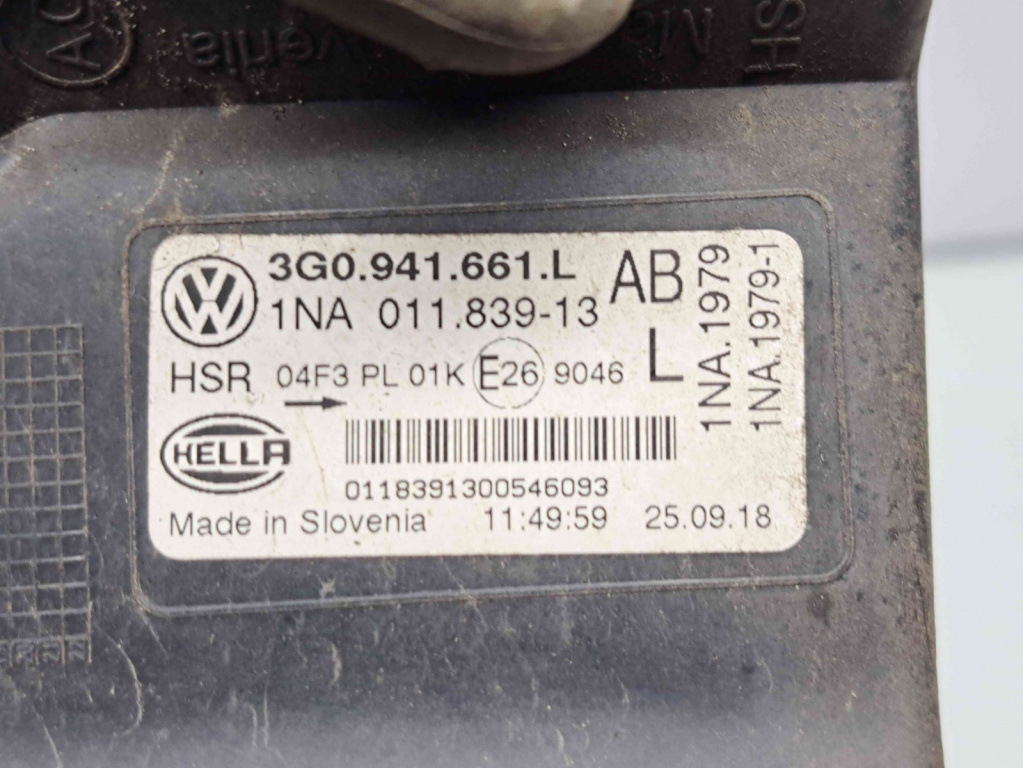 3G0.941.661.L AB
1NA 011.839-13
HSR 04F3 PL 01K E26 9046 L
1NA.1979
1NA.1979-1
HELLA
0118391300546093
Made in Slovenia 11:49:59 25.09.18
HS